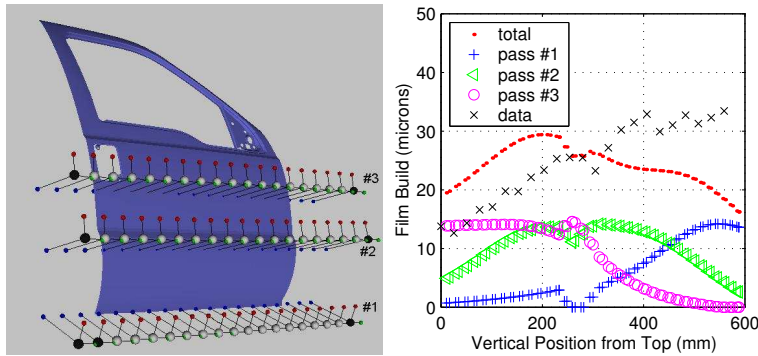 #3
#2
#1
Film Build (microns)
50
40
30
20
10
0
total
pass #1
pass #2
pass #3
data
0 200 400 600
Vertical Position from Top (mm)